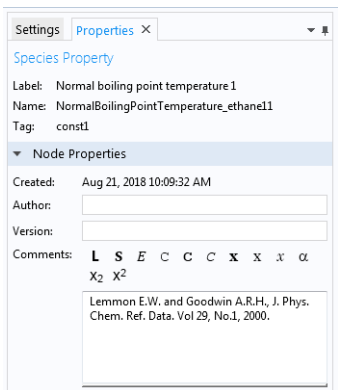 Settings Properties
Species Property
Label: Normal boiling point temperature 1
Name: NormalBoilingPointTemperature_ethane11
Tag: const1
Node Properties
Created: Aug 21, 2018 10:09:32 AM
Author:
Version:
Comments: L S E C C C x x x α
x₂ x²
Lemmon E.W. and Goodwin A.R.H., J. Phys.
Chem. Ref. Data. Vol 29, No.1, 2000.